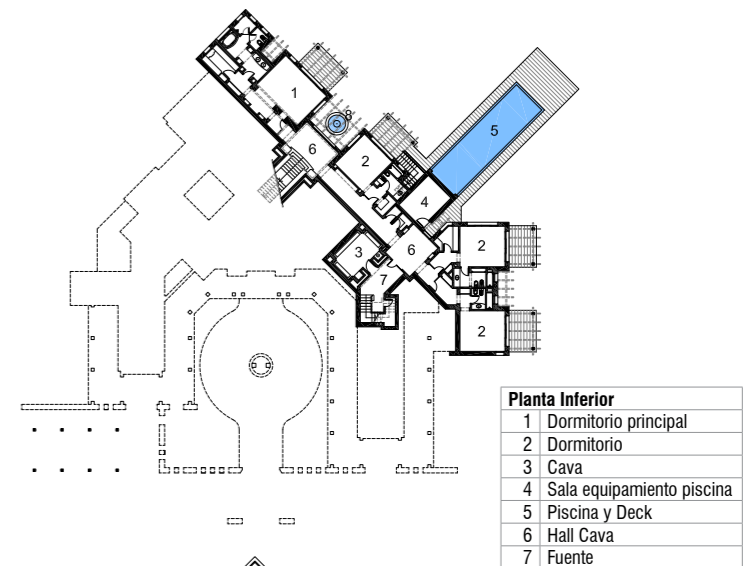 1
8
5
6
2
4
2
3
6
7
2
Planta Inferior
1 Dormitorio principal
2 Dormitorio
3 Cava
4 Sala equipamiento piscina
5 Piscina y Deck
6 Hall Cava
7 Fuente